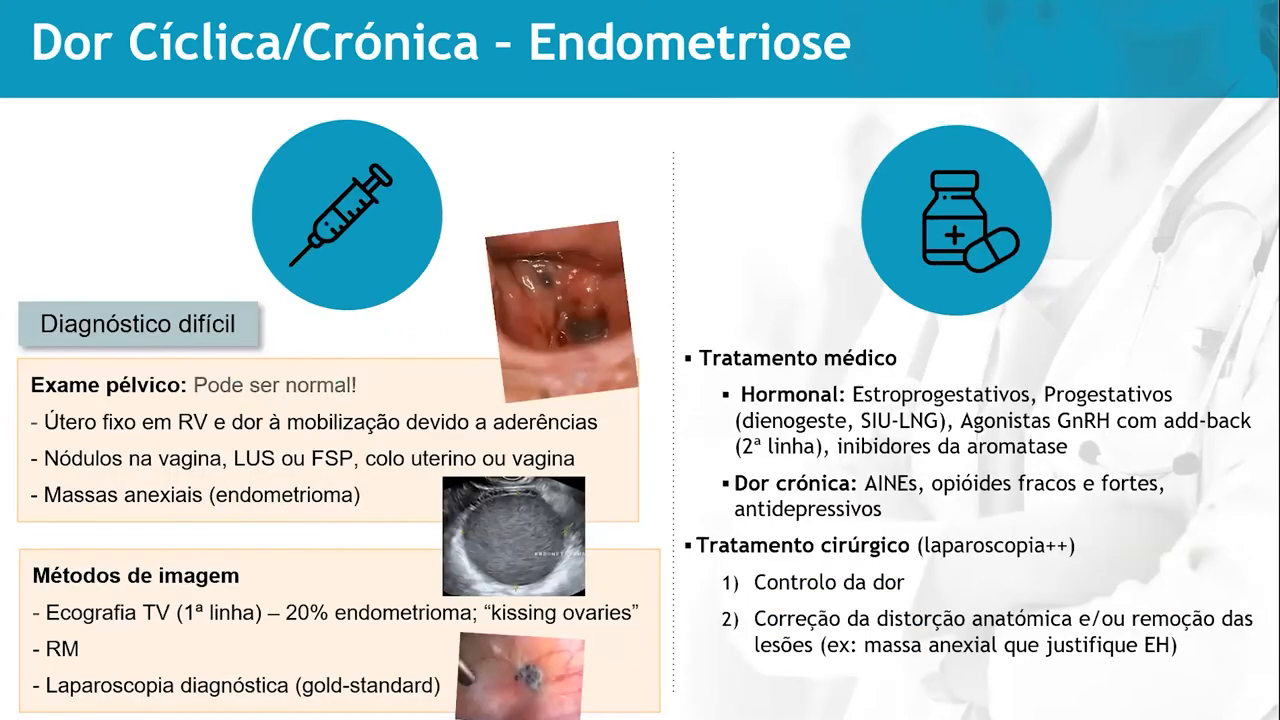 Dor Cíclica/Crónica – Endometriose
Diagnóstico difícil
Exame pélvico: Pode ser normal!
- Útero fixo em RV e dor à mobilização devido a aderências
- Nódulos na vagina, LUS ou FSP, colo uterino ou vagina
- Massas anexiais (endometrioma)
Métodos de imagem
- Ecografia TV (1ª linha) – 20% endometrioma; “kissing ovaries”
- RM
- Laparoscopia diagnóstica (gold-standard)
▪ Tratamento médico
▪ Hormonal: Estroprogestativos, Progestativos
(dienogeste, SIU-LNG), Agonistas GnRH com add-back
(2ª linha), inibidores da aromatase
▪ Dor crónica: AINEs, opióides fracos e fortes,
antidepressivos
▪ Tratamento cirúrgico (laparoscopia++)
1) Controlo da dor
2) Correção da distorção anatómica e/ou remoção das
lesões (ex: massa anexial que justifique EH)